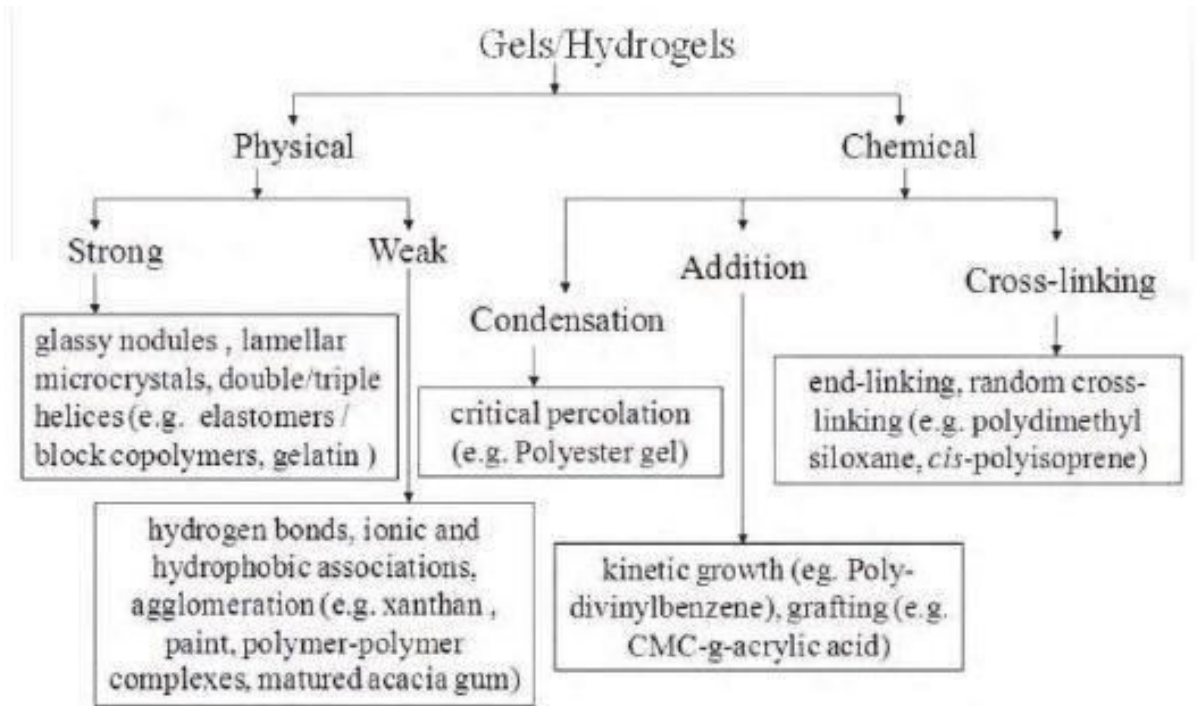 Gels/Hydrogels
Physical
Chemical
Strong
Weak
Condensation
Addition
Cross-linking
glassy nodules , lamellar
microcrystals, double/triple
helices (e.g. elastomers /
block copolymers, gelatin )
hydrogen bonds, ionic and
hydrophobic associations,
agglomeration (e.g. xanthan ,
paint, polymer-polymer
complexes, matured acacia gum)
critical percolation
(e.g. Polyester gel)
kinetic growth (eg. Poly-
divinylbenzene), grafting (e.g.
CMC-g-acrylic acid)
end-linking, random cross-
linking (e.g. polydimethyl
siloxane, cis-polyisoprene)